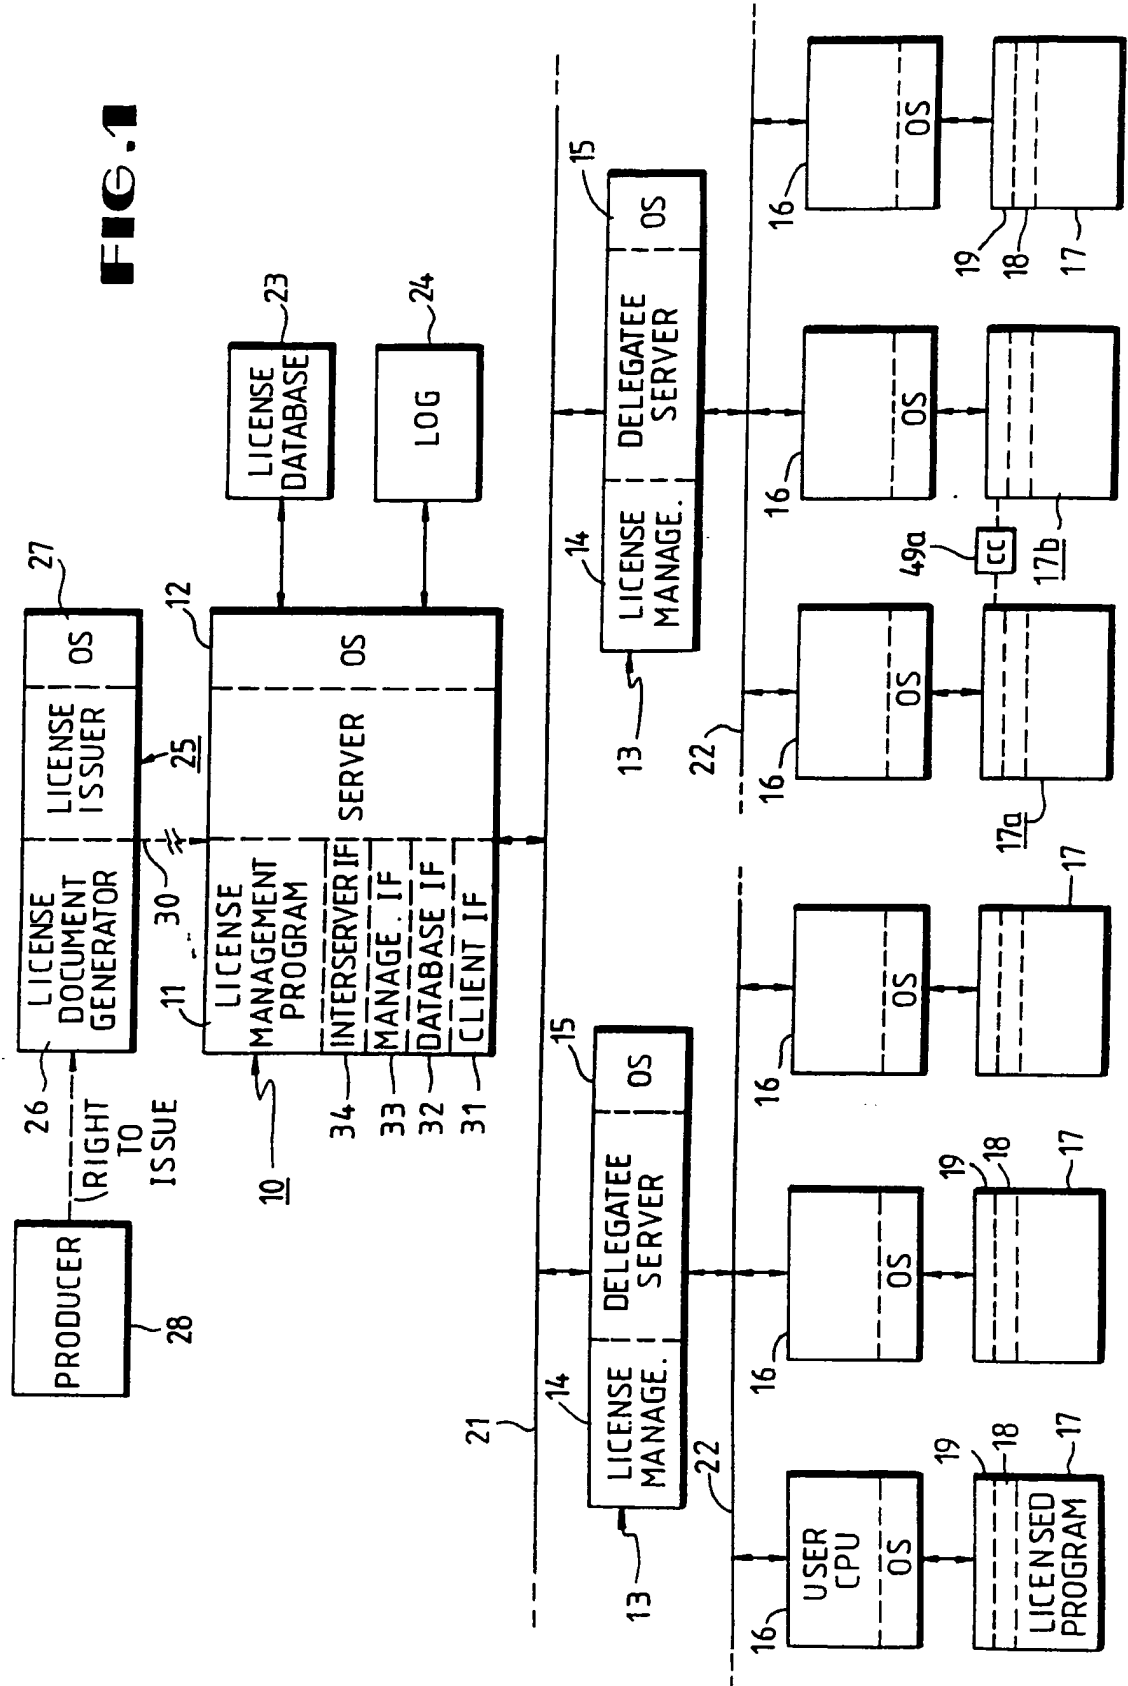 FIG.1
PRODUCER
28
(RIGHT
TO
ISSUE
26
LICENSE
DOCUMENT
GENERATOR
LICENSE
ISSUER
OS
27
25
30
10
11
LICENSE
MANAGEMENT
PROGRAM
INTERSERVER IF
MANAGE. IF
DATABASE IF
CLIENT IF
34
33
32
31
SERVER
OS
12
LICENSE
DATABASE
23
LOG
24
21
13
14
LICENSE
MANAGE.
DELEGATEE
SERVER
OS
15
13
14
LICENSE
MANAGE.
DELEGATEE
SERVER
OS
15
22
22
16
USER
CPU
OS
16
OS
16
OS
16
OS
16
OS
16
OS
LICENSED
PROGRAM
19
18
17
19
18
17
17
17a
49a
CC
17b
19
18
17